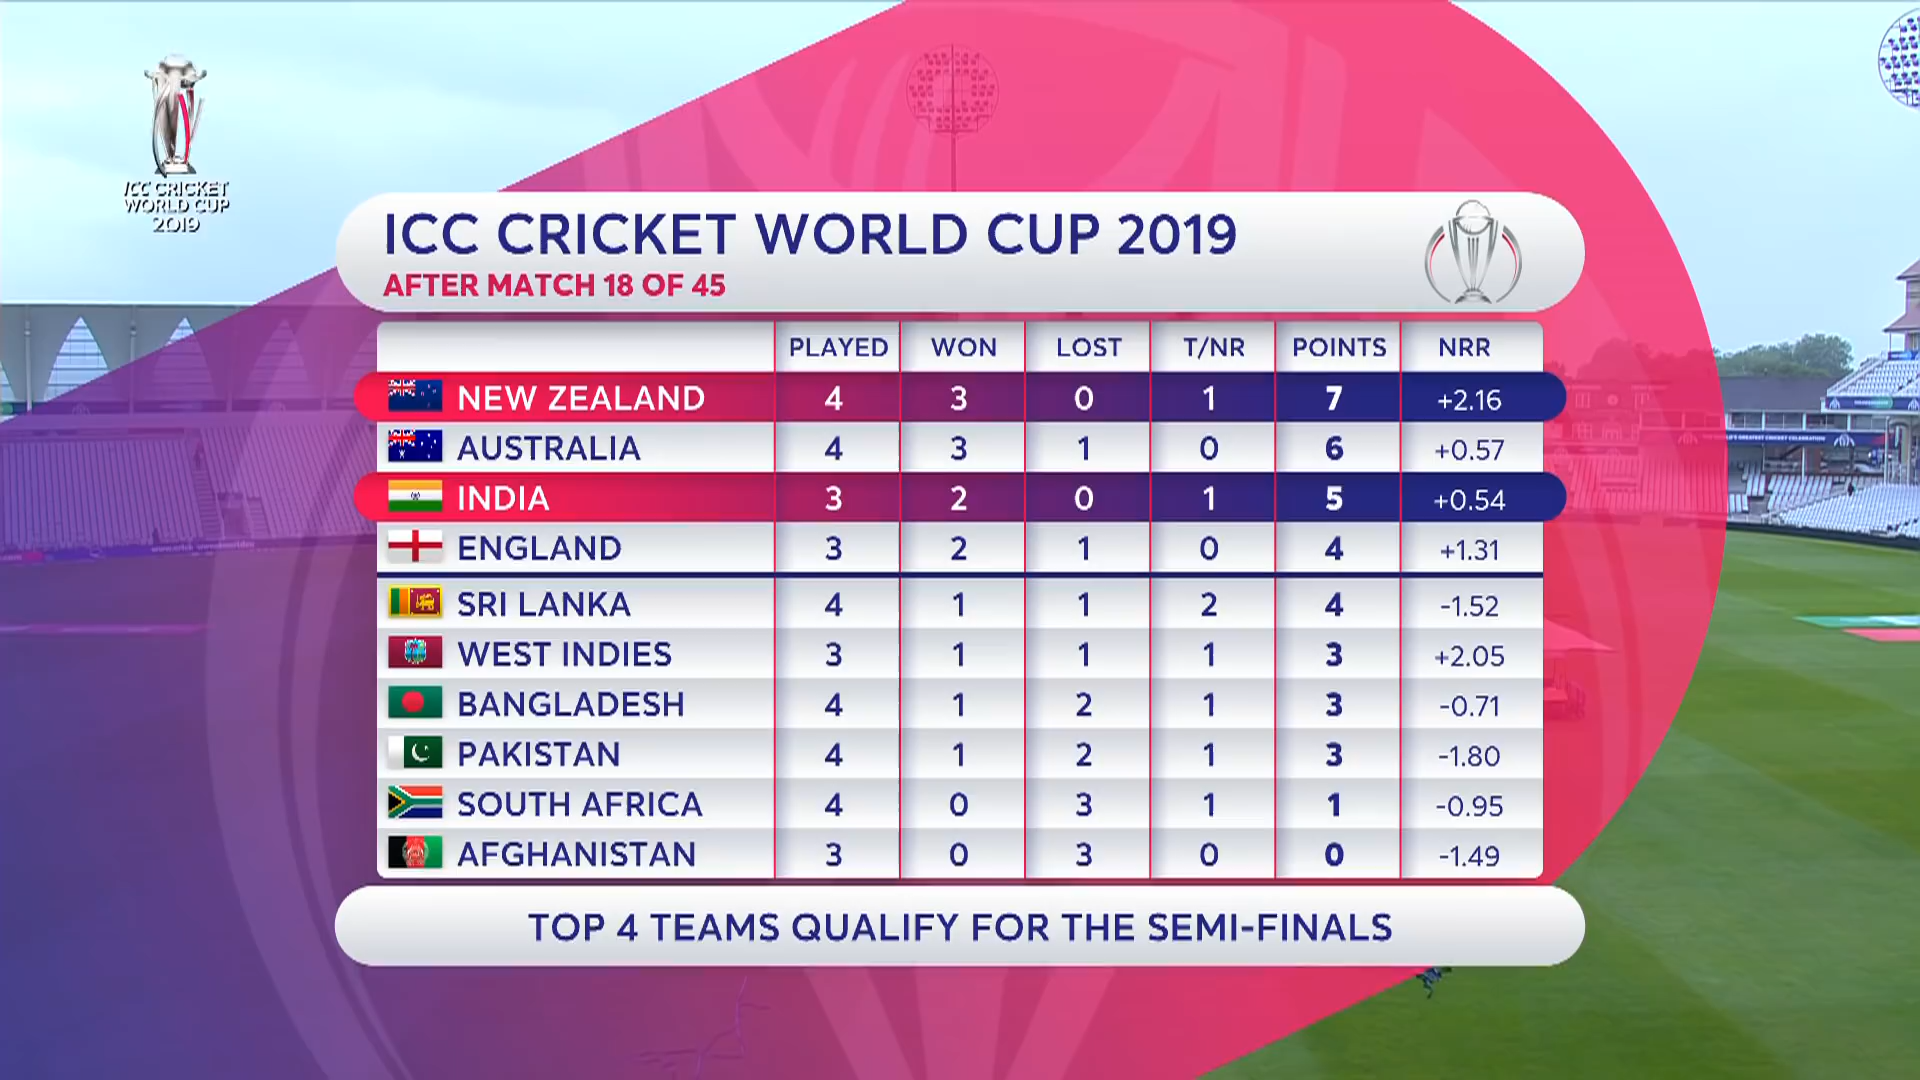 ICC CRICKET
WORLD CUP
2019
ICC CRICKET WORLD CUP 2019
AFTER MATCH 18 OF 45
PLAYED WON LOST T/NR POINTS NRR
NEW ZEALAND 4 3 0 1 7 +2.16
AUSTRALIA 4 3 1 0 6 +0.57
INDIA 3 2 0 1 5 +0.54
ENGLAND 3 2 1 0 4 +1.31
SRI LANKA 4 1 1 2 4 -1.52
WEST INDIES 3 1 1 1 3 +2.05
BANGLADESH 4 1 2 1 3 -0.71
PAKISTAN 4 1 2 1 3 -1.80
SOUTH AFRICA 4 0 3 1 1 -0.95
AFGHANISTAN 3 0 3 0 0 -1.49
TOP 4 TEAMS QUALIFY FOR THE SEMI-FINALS